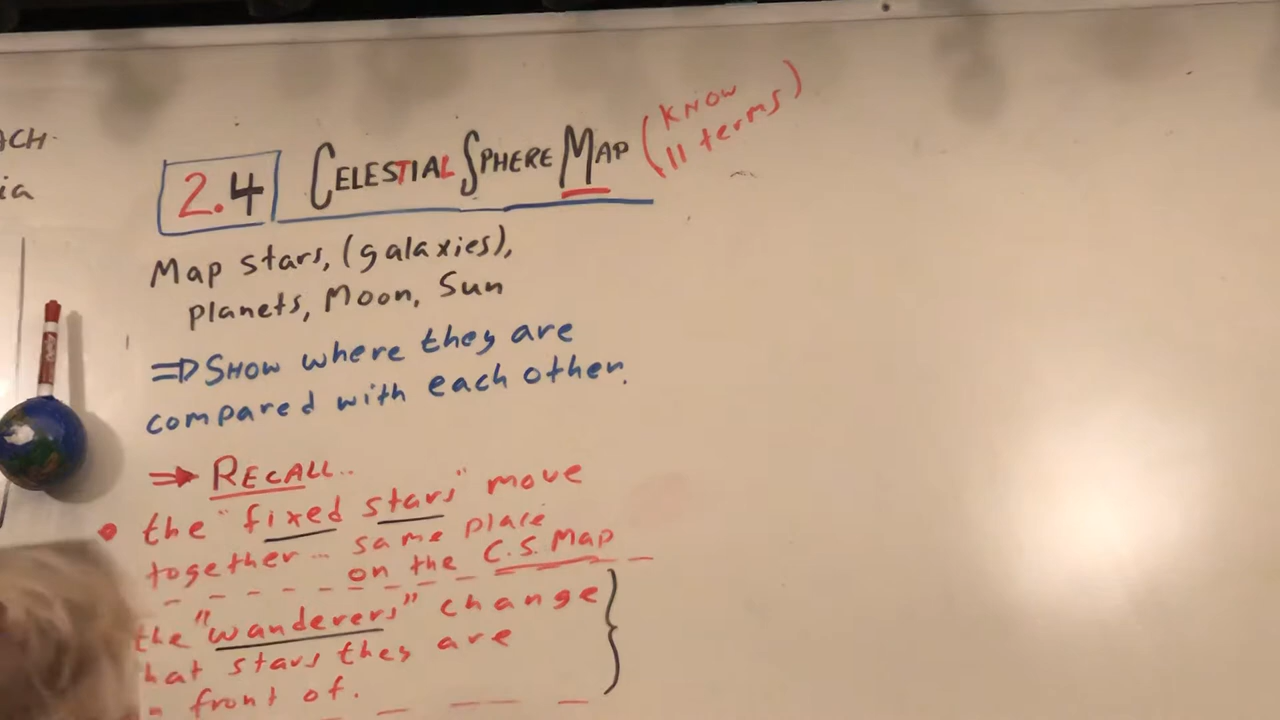 ACH.
ia
2.4 CELESTIAL SPHERE MAP (KNOW
11 terms)
Map stars, (galaxies),
planets, Moon, Sun
⇒ SHOW where they are
compared with each other.
→ RECALL..
• the "fixed stars" move
together... same place
on the C.S. Map
the "wanderers" change
hat stars they are
n front of.